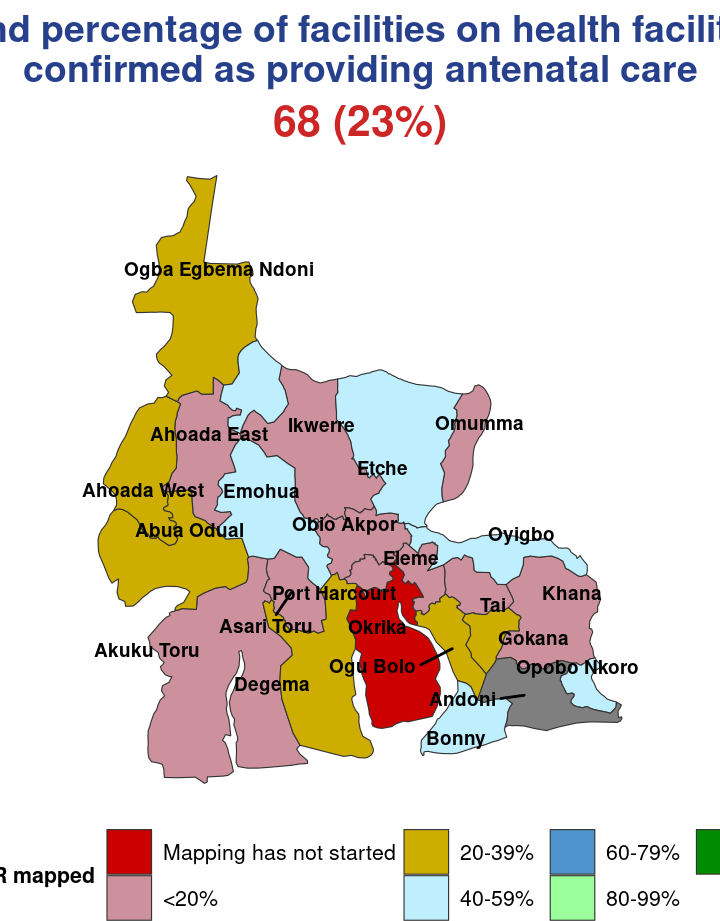 percentage of facilities on health
confirmed as providing antenatal care
68 (23%)
Ogba Egbema Ndoni
Ikwerre
Omumma
Ahoada East
Etche
Ahoada West
Emohua
Obio Akpor
Abua Odual
Oyigbo
Eleme
Port Harcourt
Khana
Tai
Asari Toru
Okrika
Gokana
Akuku Toru
Ogu Bolo
Opobo Nkoro
Degema
Andoni
Bonny
Mapping has not started
20-39%
60-79%
mapped
<20%
40-59%
80-99%